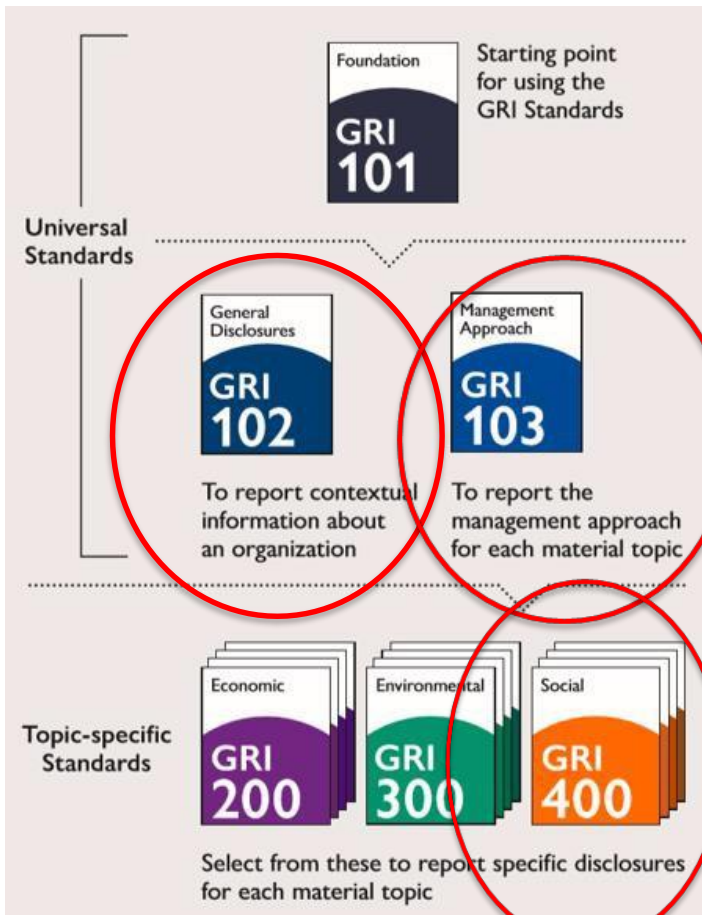 Foundation
GRI
101
Starting point
for using the
GRI Standards
Universal
Standards
General
Disclosures
GRI
102
To report contextual
information about
an organization
Management
Approach
GRI
103
To report the
management approach
for each material topic
Topic-specific
Standards
Economic
GRI
200
Environmental
GRI
300
Social
GRI
400
Select from these to report specific disclosures
for each material topic